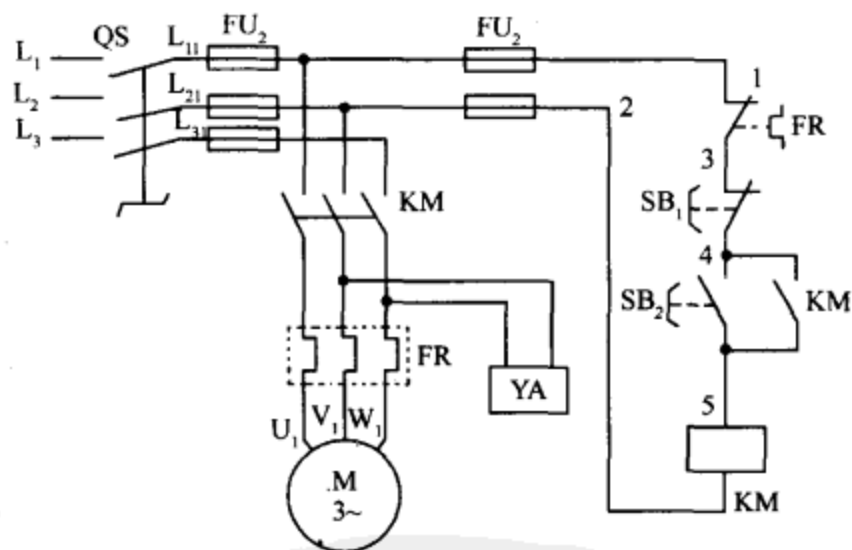 QS
L₁
L₂
L₃
L₁₁
L₂₁
L₃₁
FU₂
FU₂
1
2
FR
3
SB₁
4
SB₂
KM
5
KM
KM
FR
YA
U₁
V₁
W₁
M
3~